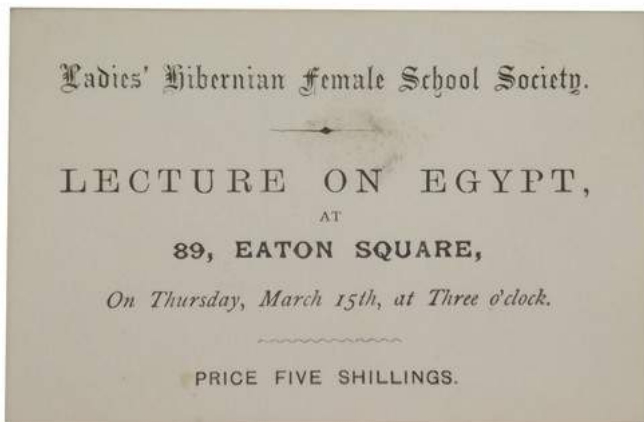 Ladies' Hibernian Female School Society.
LECTURE ON EGYPT,
AT
89, EATON SQUARE,
On Thursday, March 15th, at Three o'clock.
PRICE FIVE SHILLINGS.